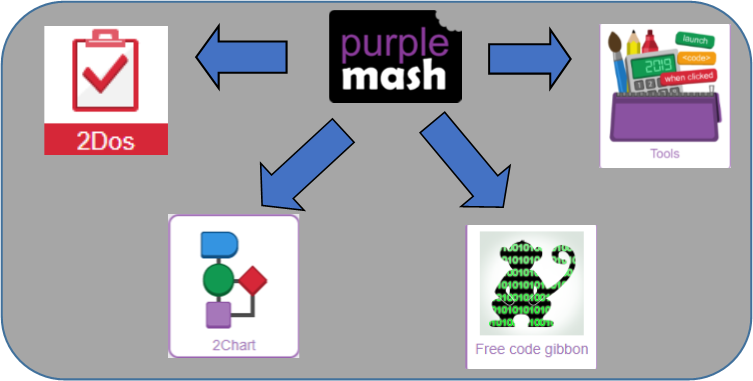 purple
mash
2Dos
launch
<code>
2019
when clicked
Tools
2Chart
Free code gibbon